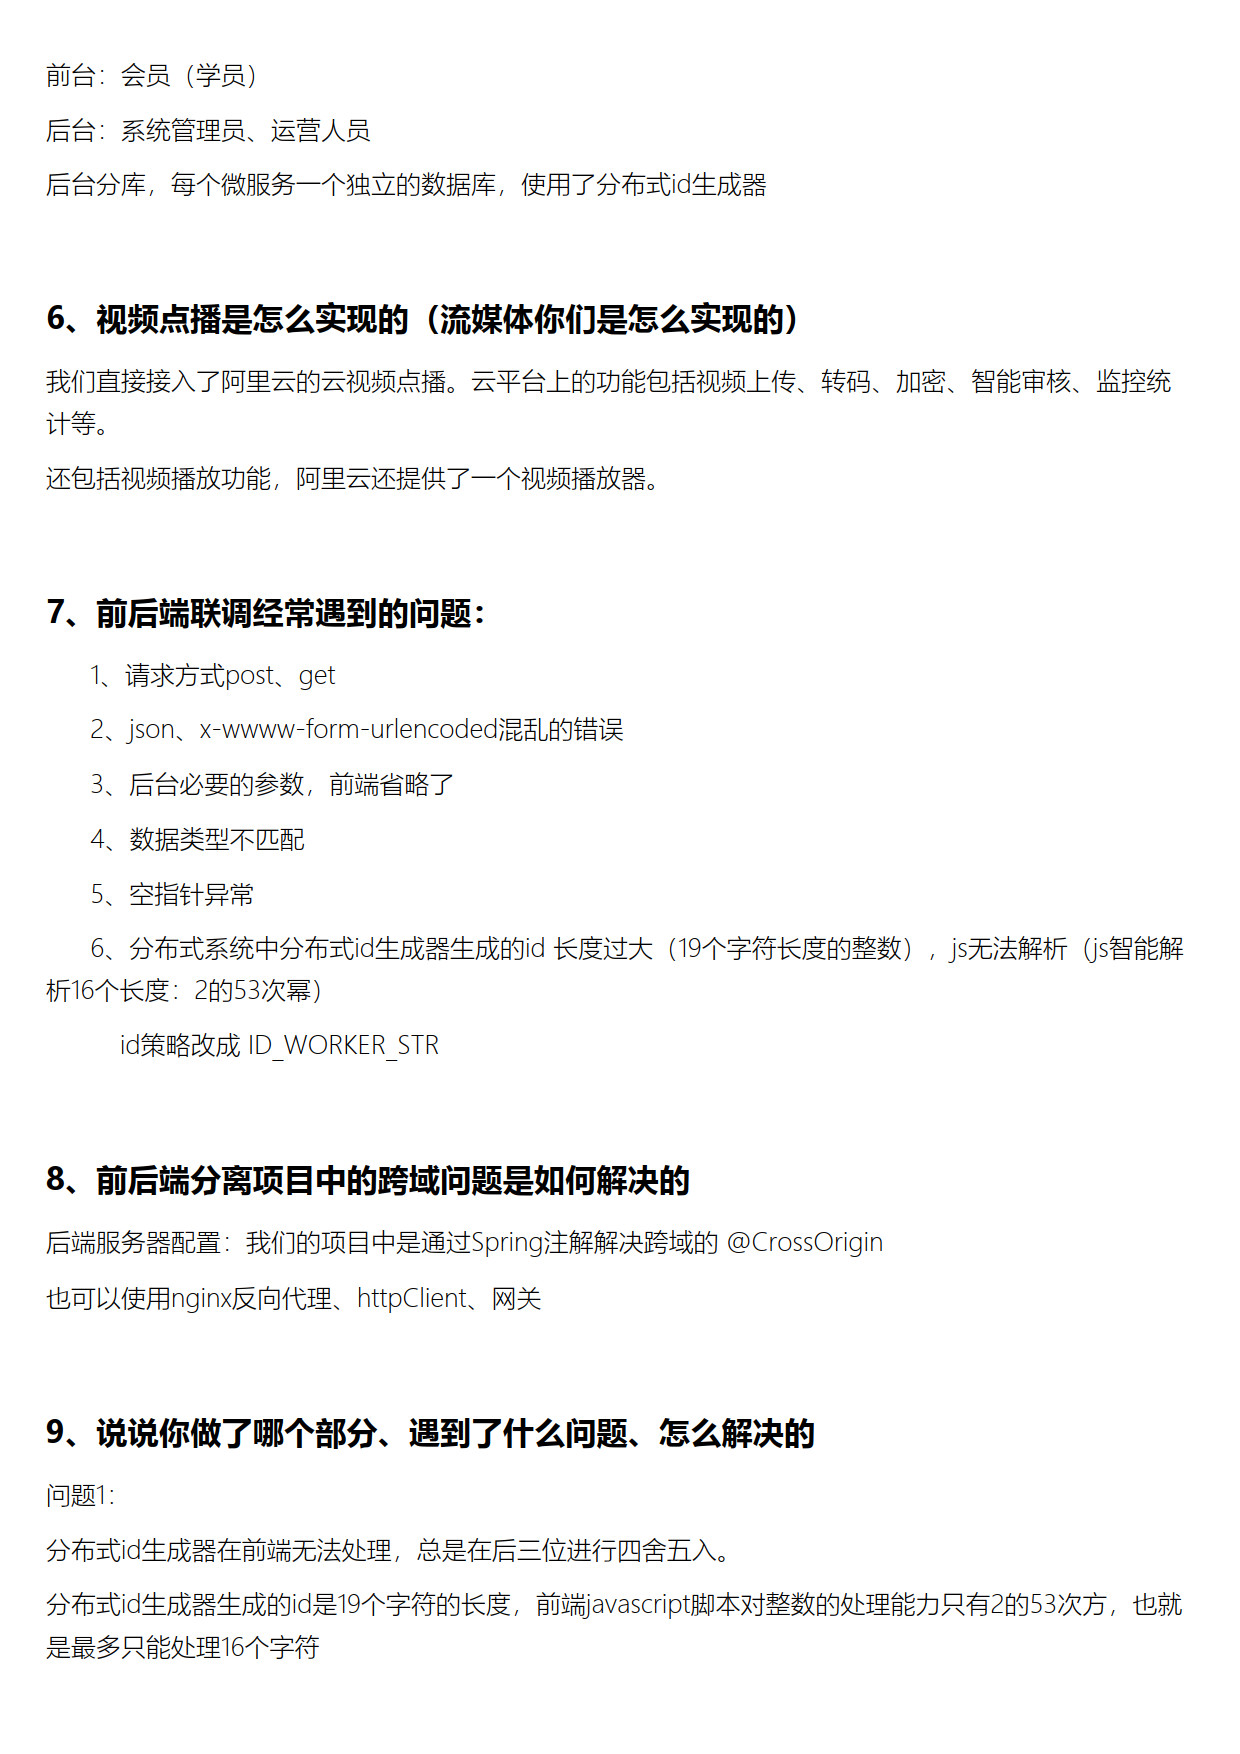 前台：会员（学员）
后台：系统管理员、运营人员
后台分库，每个微服务一个独立的数据库，使用了分布式id生成器
6、视频点播是怎么实现的（流媒体你们是怎么实现的）
我们直接接入了阿里云的云视频点播。云平台上的功能包括视频上传、转码、加密、智能审核、监控统
计等。
还包括视频播放功能，阿里云还提供了一个视频播放器。
7、前后端联调经常遇到的问题：
1、请求方式post、get
2、json、x-wwww-form-urlencoded混乱的错误
3、后台必要的参数，前端省略了
4、数据类型不匹配
5、空指针异常
6、分布式系统中分布式id生成器生成的id 长度过大（19个字符长度的整数），js无法解析（js智能解
析16个长度：2的53次幂）
id策略改成 ID_WORKER_STR
8、前后端分离项目中的跨域问题是如何解决的
后端服务器配置：我们的项目中是通过Spring注解解决跨域的 @CrossOrigin
也可以使用nginx反向代理、httpClient、网关
9、说说你做了哪个部分、遇到了什么问题、怎么解决的
问题1：
分布式id生成器在前端无法处理，总是在后三位进行四舍五入。
分布式id生成器生成的id是19个字符的长度，前端javascript脚本对整数的处理能力只有2的53次方，也就
是最多只能处理16个字符